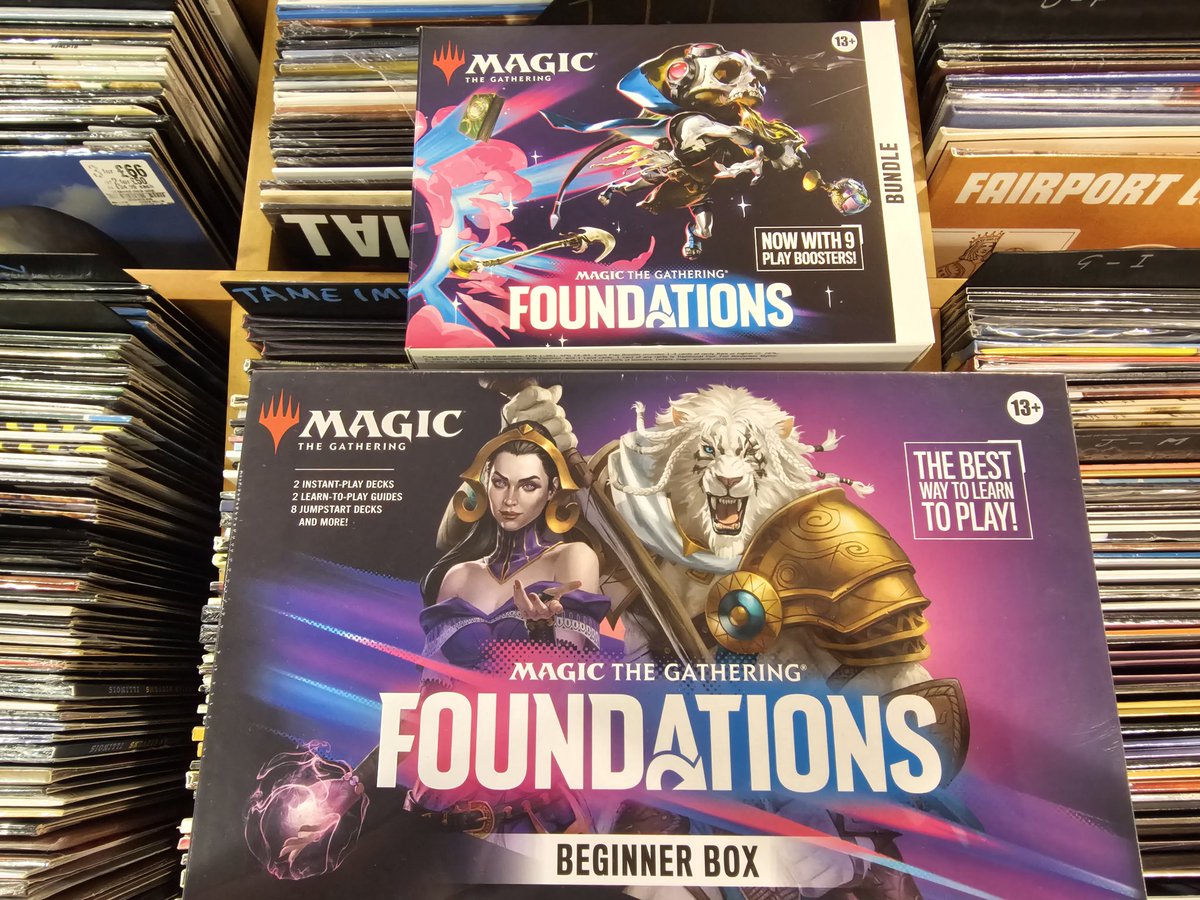 MAGIC
THE GATHERING
13+
BUNDLE
NOW WITH 9
PLAY BOOSTERS!
MAGIC THE GATHERING
FOUNDATIONS
£66
FAIRPORT
TAME IM
G-I
J-M
MAGIC
THE GATHERING
2 INSTANT-PLAY DECKS
2 LEARN-TO-PLAY GUIDES
8 JUMPSTART DECKS
AND MORE!
13+
THE BEST
WAY TO LEARN
TO PLAY!
MAGIC THE GATHERING®
FOUNDATIONS
BEGINNER BOX